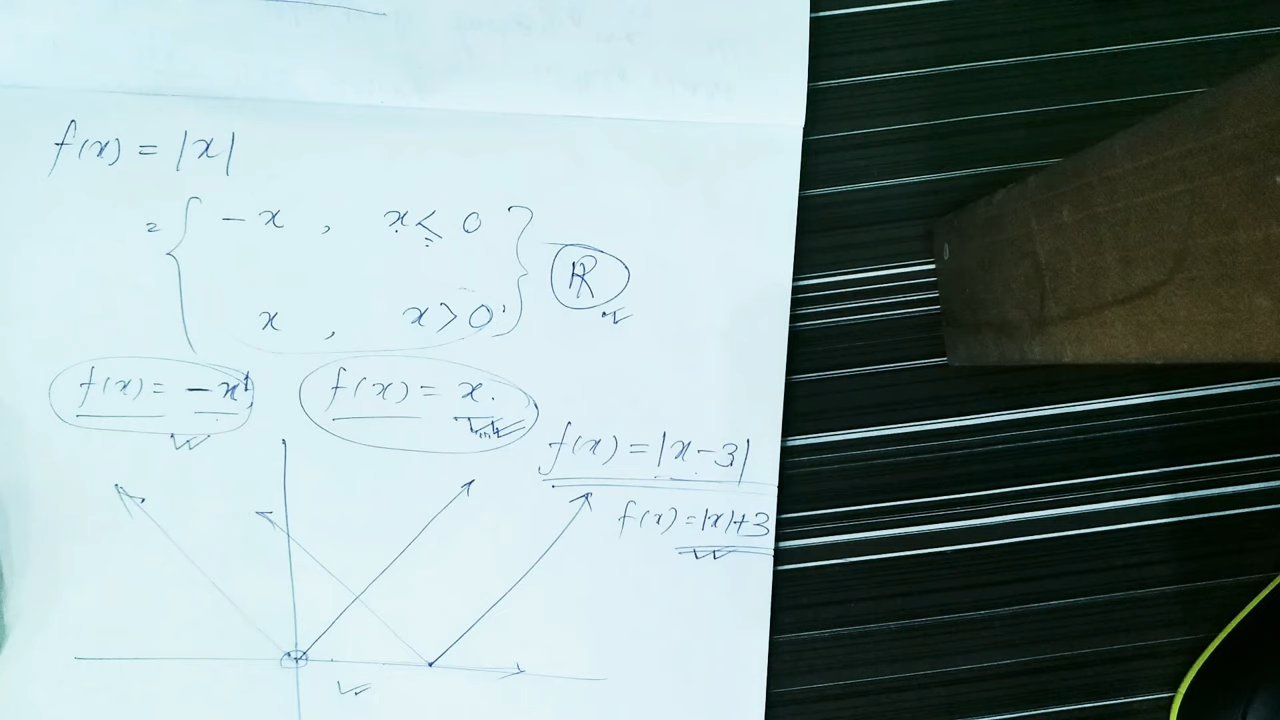 f(x) = |x|
= { -x , x ≤ 0
x , x > 0 } ℝ
f(x) = -x
f(x) = x.
f(x) = |x-3|
f(x) = |x|+3